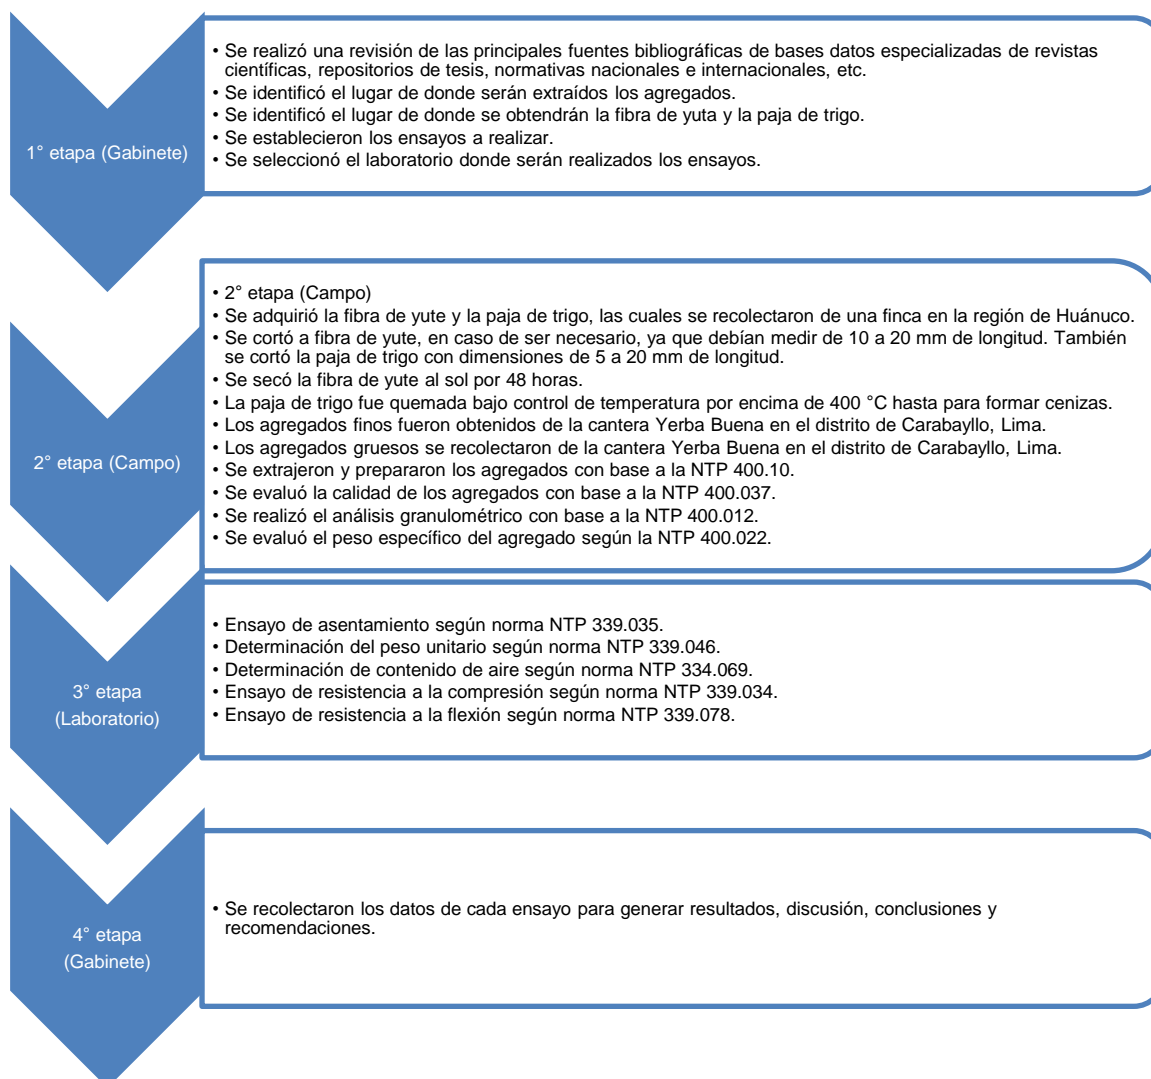 1° etapa (Gabinete)
• Se realizó una revisión de las principales fuentes bibliográficas de bases datos especializadas de revistas
científicas, repositorios de tesis, normativas nacionales e internacionales, etc.
• Se identificó el lugar de donde serán extraídos los agregados.
• Se identificó el lugar de donde se obtendrán la fibra de yuta y la paja de trigo.
• Se establecieron los ensayos a realizar.
• Se seleccionó el laboratorio donde serán realizados los ensayos.
2° etapa (Campo)
• 2° etapa (Campo)
• Se adquirió la fibra de yute y la paja de trigo, las cuales se recolectaron de una finca en la región de Huánuco.
• Se cortó a fibra de yute, en caso de ser necesario, ya que debían medir de 10 a 20 mm de longitud. También
se cortó la paja de trigo con dimensiones de 5 a 20 mm de longitud.
• Se secó la fibra de yute al sol por 48 horas.
• La paja de trigo fue quemada bajo control de temperatura por encima de 400 °C hasta para formar cenizas.
• Los agregados finos fueron obtenidos de la cantera Yerba Buena en el distrito de Carabayllo, Lima.
• Los agregados gruesos se recolectaron de la cantera Yerba Buena en el distrito de Carabayllo, Lima.
• Se extrajeron y prepararon los agregados con base a la NTP 400.10.
• Se evaluó la calidad de los agregados con base a la NTP 400.037.
• Se realizó el análisis granulométrico con base a la NTP 400.012.
• Se evaluó el peso específico del agregado según la NTP 400.022.
3° etapa
(Laboratorio)
• Ensayo de asentamiento según norma NTP 339.035.
• Determinación del peso unitario según norma NTP 339.046.
• Determinación de contenido de aire según norma NTP 334.069.
• Ensayo de resistencia a la compresión según norma NTP 339.034.
• Ensayo de resistencia a la flexión según norma NTP 339.078.
4° etapa
(Gabinete)
• Se recolectaron los datos de cada ensayo para generar resultados, discusión, conclusiones y
recomendaciones.